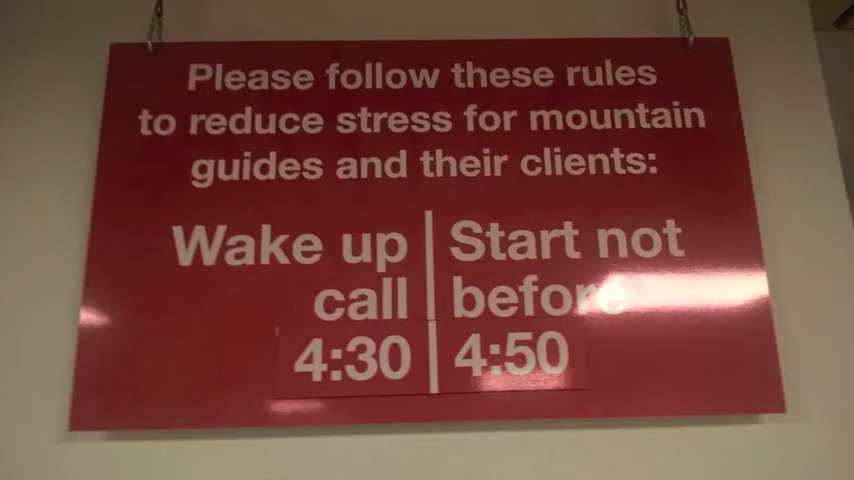 Please follow these rules
to reduce stress for mountain
guides and their clients:
Wake up
call
4:30
Start not
before
4:50